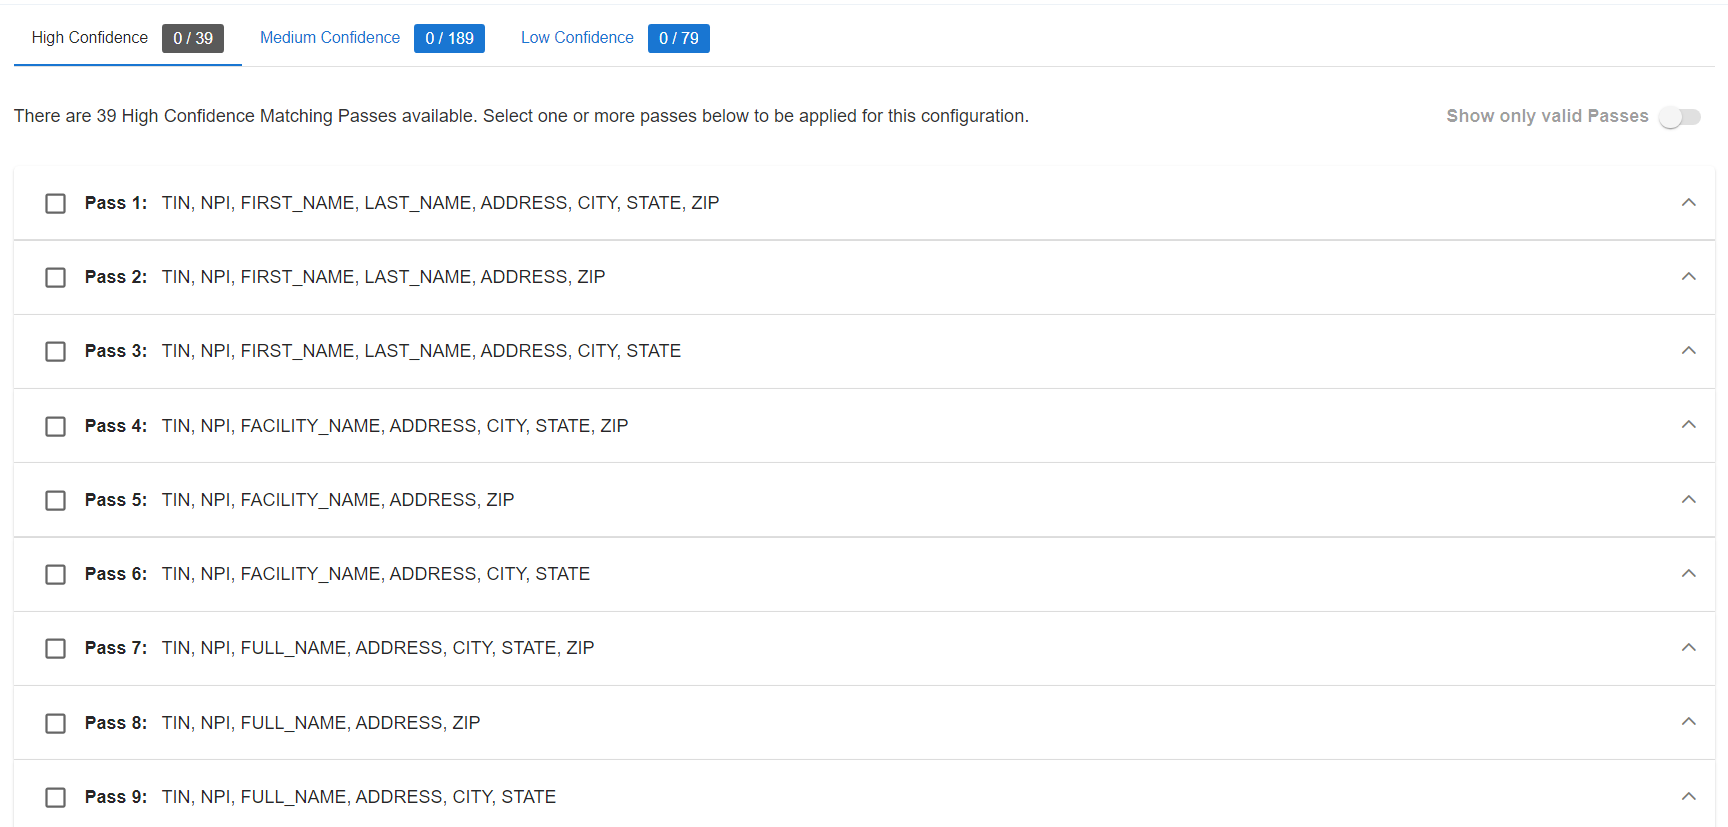 High Confidence 0 / 39 Medium Confidence 0 / 189 Low Confidence 0 / 79
There are 39 High Confidence Matching Passes available. Select one or more passes below to be applied for this configuration. Show only valid Passes
Pass 1: TIN, NPI, FIRST_NAME, LAST_NAME, ADDRESS, CITY, STATE, ZIP
Pass 2: TIN, NPI, FIRST_NAME, LAST_NAME, ADDRESS, ZIP
Pass 3: TIN, NPI, FIRST_NAME, LAST_NAME, ADDRESS, CITY, STATE
Pass 4: TIN, NPI, FACILITY_NAME, ADDRESS, CITY, STATE, ZIP
Pass 5: TIN, NPI, FACILITY_NAME, ADDRESS, ZIP
Pass 6: TIN, NPI, FACILITY_NAME, ADDRESS, CITY, STATE
Pass 7: TIN, NPI, FULL_NAME, ADDRESS, CITY, STATE, ZIP
Pass 8: TIN, NPI, FULL_NAME, ADDRESS, ZIP
Pass 9: TIN, NPI, FULL_NAME, ADDRESS, CITY, STATE